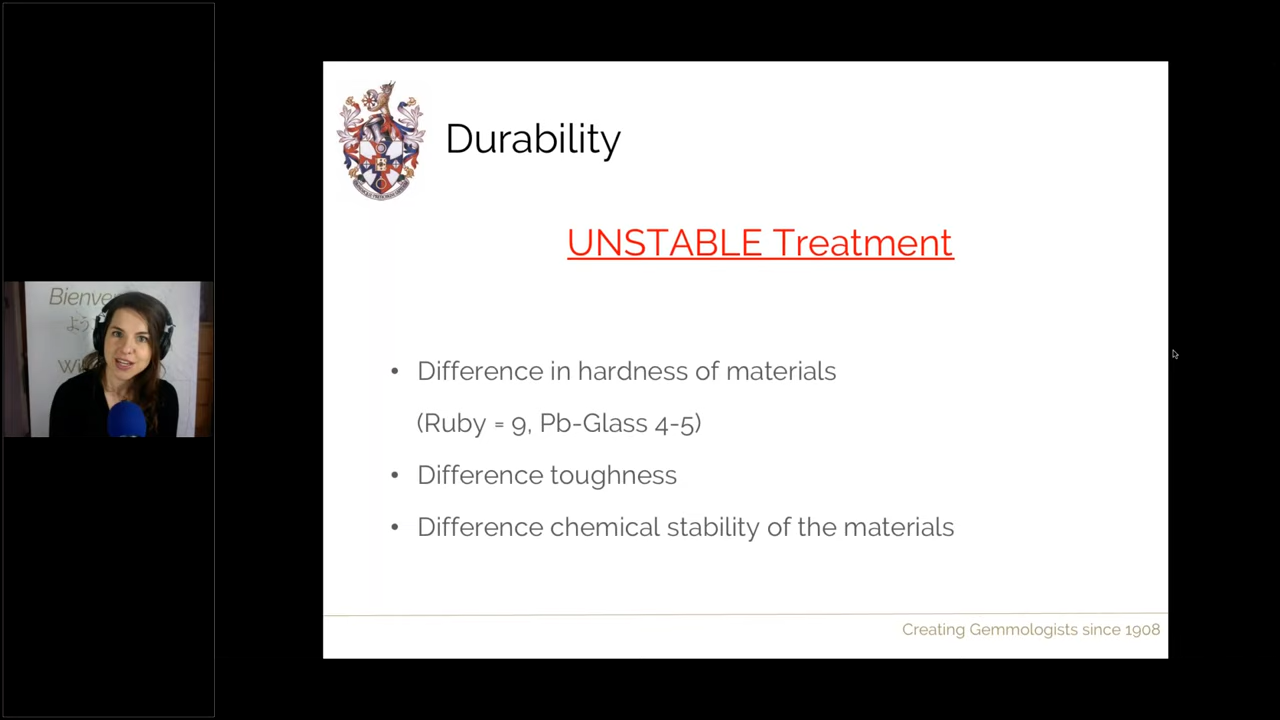 Durability
UNSTABLE Treatment
• Difference in hardness of materials
(Ruby = 9, Pb-Glass 4-5)
• Difference toughness
• Difference chemical stability of the materials
Creating Gemmologists since 1908